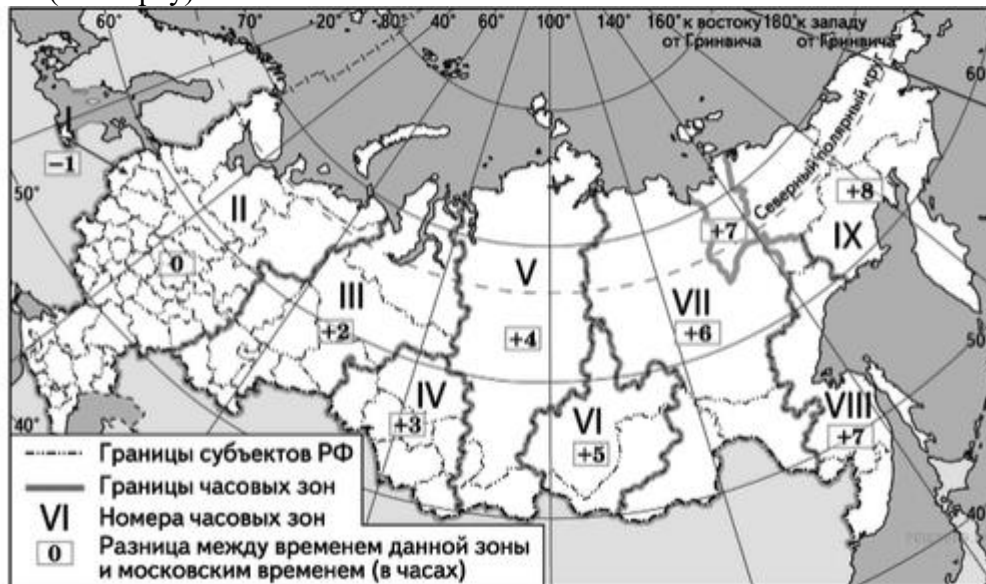 60° 70° 20° 40° 60° 80° 100° 140° 160° к востоку 180° к западу
от Гринвича от Гринвича
60°
I
-1
50°
Северный полярный круг
II
+8
+7
IX
0
III
V
VII
+2
+4
+6
50°
IV
VI
VIII
+3
+5
+7
40°
Границы субъектов РФ
Границы часовых зон
VI Номера часовых зон
0 Разница между временем данной зоны
и московским временем (в часах)
40°